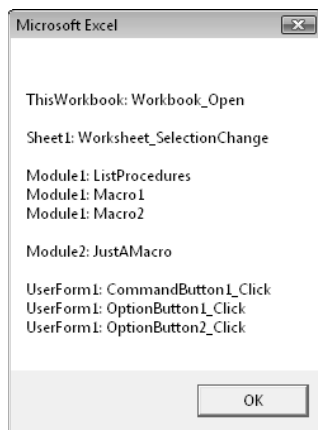 Microsoft Excel
ThisWorkbook: Workbook_Open
Sheet1: Worksheet_SelectionChange
Module1: ListProcedures
Module1: Macro1
Module1: Macro2
Module2: JustAMacro
UserForm1: CommandButton1_Click
UserForm1: OptionButton1_Click
UserForm1: OptionButton2_Click
OK